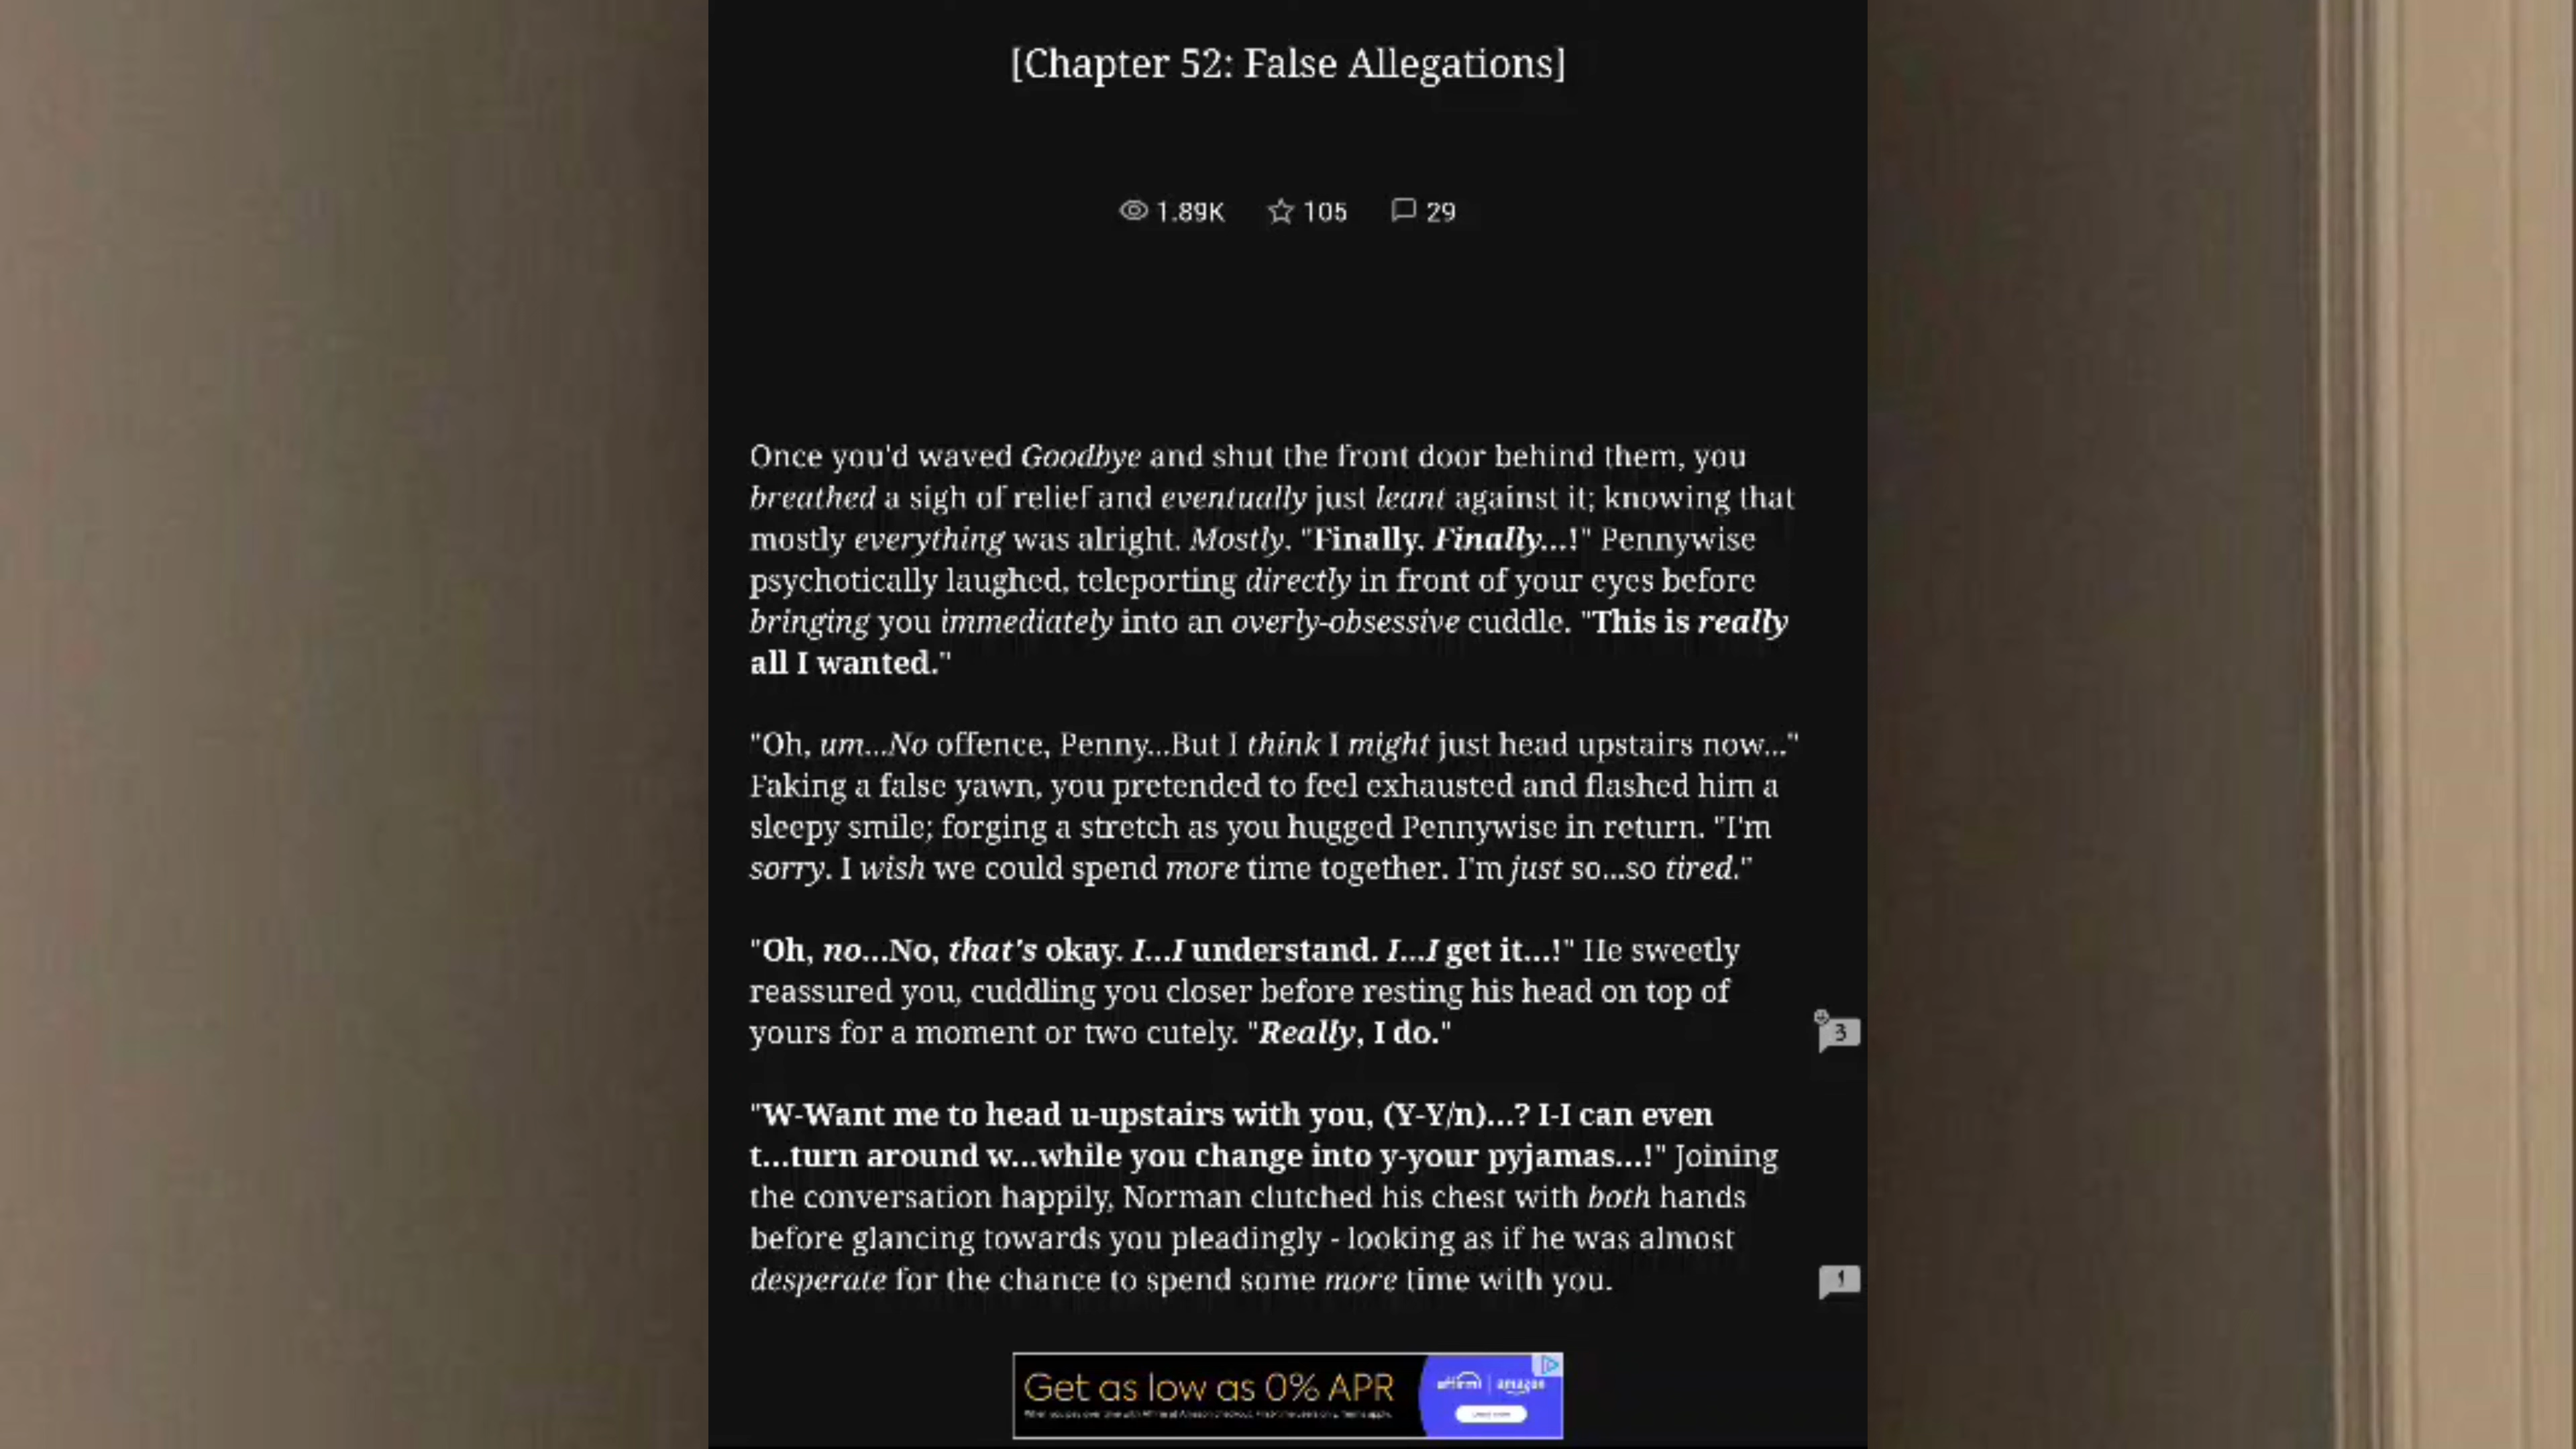 [Chapter 52: False Allegations]
1.89K 105 29
Once you'd waved Goodbye and shut the front door behind them, you
breathed a sigh of relief and eventually just leant against it; knowing that
mostly everything was alright. Mostly. "Finally. Finally...!" Pennywise
psychotically laughed, teleporting directly in front of your eyes before
bringing you immediately into an overly-obsessive cuddle. "This is really
all I wanted."
"Oh, um...No offence, Penny...But I think I might just head upstairs now..."
Faking a false yawn, you pretended to feel exhausted and flashed him a
sleepy smile; forging a stretch as you hugged Pennywise in return. "I'm
sorry. I wish we could spend more time together. I'm just so...so tired."
"Oh, no...No, that's okay. I...I understand. I...I get it...!" He sweetly
reassured you, cuddling you closer before resting his head on top of
yours for a moment or two cutely. "Really, I do."
3
"W-Want me to head u-upstairs with you, (Y-Y/n)...? I-I can even
t...turn around w...while you change into y-your pyjamas...!" Joining
the conversation happily, Norman clutched his chest with both hands
before glancing towards you pleadingly - looking as if he was almost
desperate for the chance to spend some more time with you.
1
Get as low as 0% APR
affirm | amazon